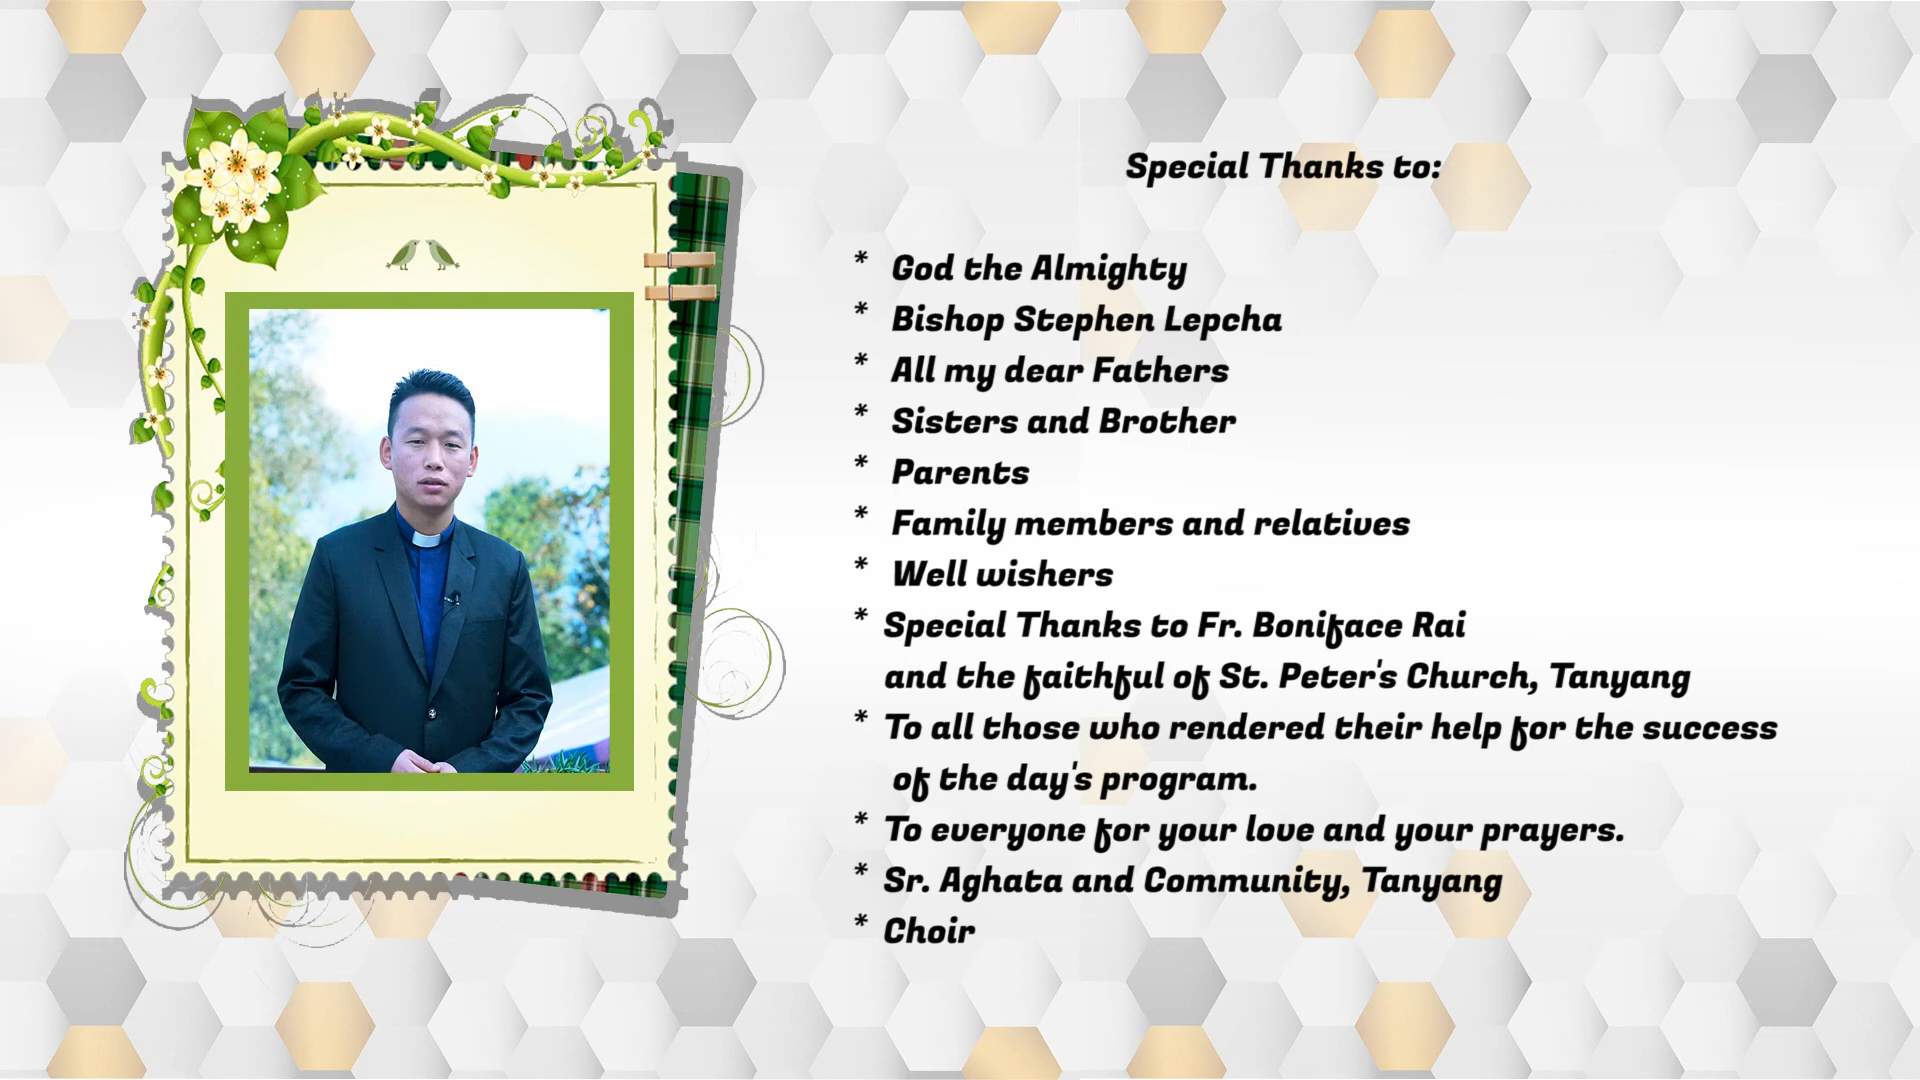 Special Thanks to:
* God the Almighty
* Bishop Stephen Lepcha
* All my dear Fathers
* Sisters and Brother
* Parents
* Family members and relatives
* Well wishers
* Special Thanks to Fr. Boniface Rai
and the faithful of St. Peter's Church, Tanyang
* To all those who rendered their help for the success
of the day's program.
* To everyone for your love and your prayers.
* Sr. Aghata and Community, Tanyang
* Choir